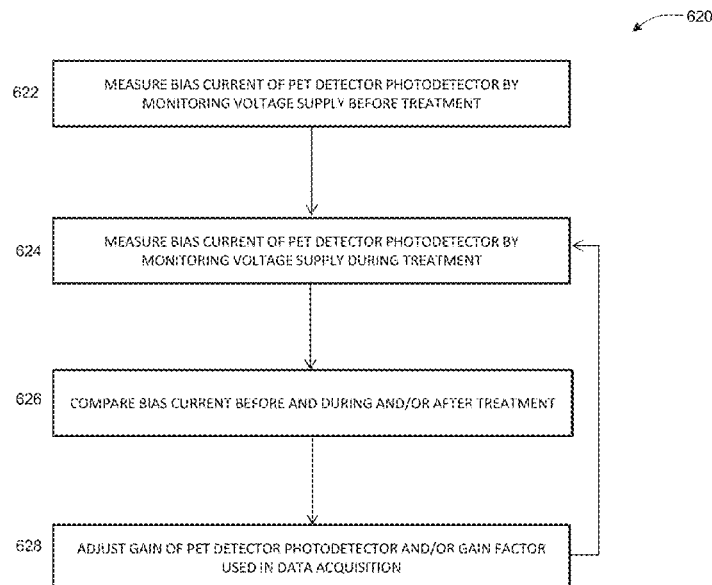 620
622
MEASURE BIAS CURRENT OF PET DETECTOR PHOTODETECTOR BY
MONITORING VOLTAGE SUPPLY BEFORE TREATMENT
624
MEASURE BIAS CURRENT OF PET DETECTOR PHOTODETECTOR BY
MONITORING VOLTAGE SUPPLY DURING TREATMENT
626
COMPARE BIAS CURRENT BEFORE AND DURING AND/OR AFTER TREATMENT
628
ADJUST GAIN OF PET DETECTOR PHOTODETECTOR AND/OR GAIN FACTOR
USED IN DATA ACQUISITION